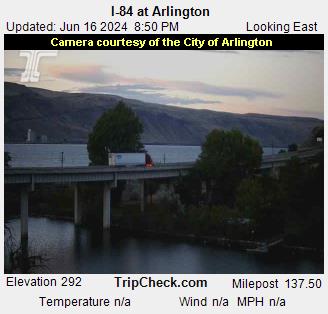 I-84 at Arlington
Updated: Jun 16 2024 8:50 PM Looking East
Camera courtesy of the City of Arlington
Elevation 292 TripCheck.com Milepost 137.50
Temperature n/a Wind n/a MPH n/a